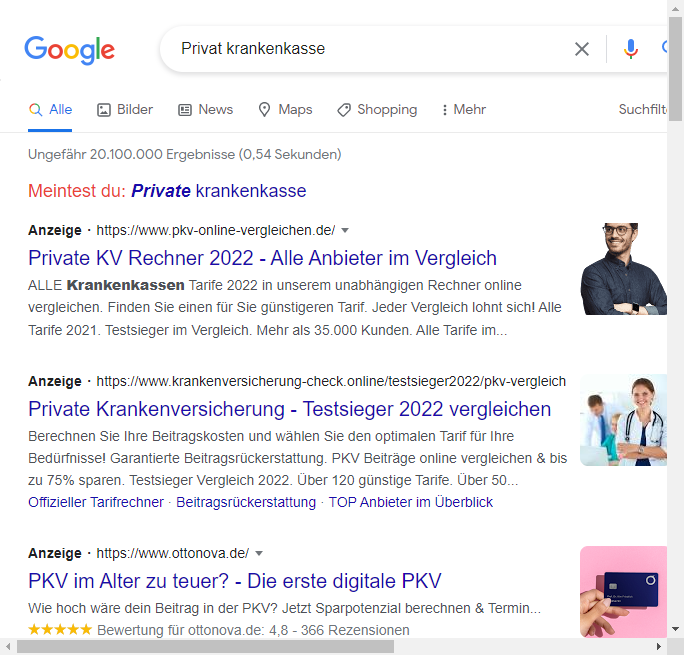 Google
Privat krankenkasse
Alle Bilder News Maps Shopping Mehr Suchfilt
Ungefähr 20.100.000 Ergebnisse (0,54 Sekunden)
Meintest du: Private krankenkasse
Anzeige · https://www.pkv-online-vergleichen.de/
Private KV Rechner 2022 - Alle Anbieter im Vergleich
ALLE Krankenkassen Tarife 2022 in unserem unabhängigen Rechner online
vergleichen. Finden Sie einen für Sie günstigeren Tarif. Jeder Vergleich lohnt sich! Alle
Tarife 2021. Testsieger im Vergleich. Mehr als 35.000 Kunden. Alle Tarife im...
Anzeige · https://www.krankenversicherung-check.online/testsieger2022/pkv-vergleich
Private Krankenversicherung - Testsieger 2022 vergleichen
Berechnen Sie Ihre Beitragskosten und wählen Sie den optimalen Tarif für Ihre
Bedürfnisse! Garantierte Beitragsrückerstattung. PKV Beiträge online vergleichen & bis
zu 75% sparen. Testsieger Vergleich 2022. Über 120 günstige Tarife. Über 50...
Offizieller Tarifrechner · Beitragsrückerstattung · TOP Anbieter im Überblick
Anzeige · https://www.ottonova.de/
PKV im Alter zu teuer? - Die erste digitale PKV
Wie hoch wäre dein Beitrag in der PKV? Jetzt Sparpotenzial berechnen & Termin...
★★★★★ Bewertung für ottonova.de: 4,8 - 366 Rezensionen